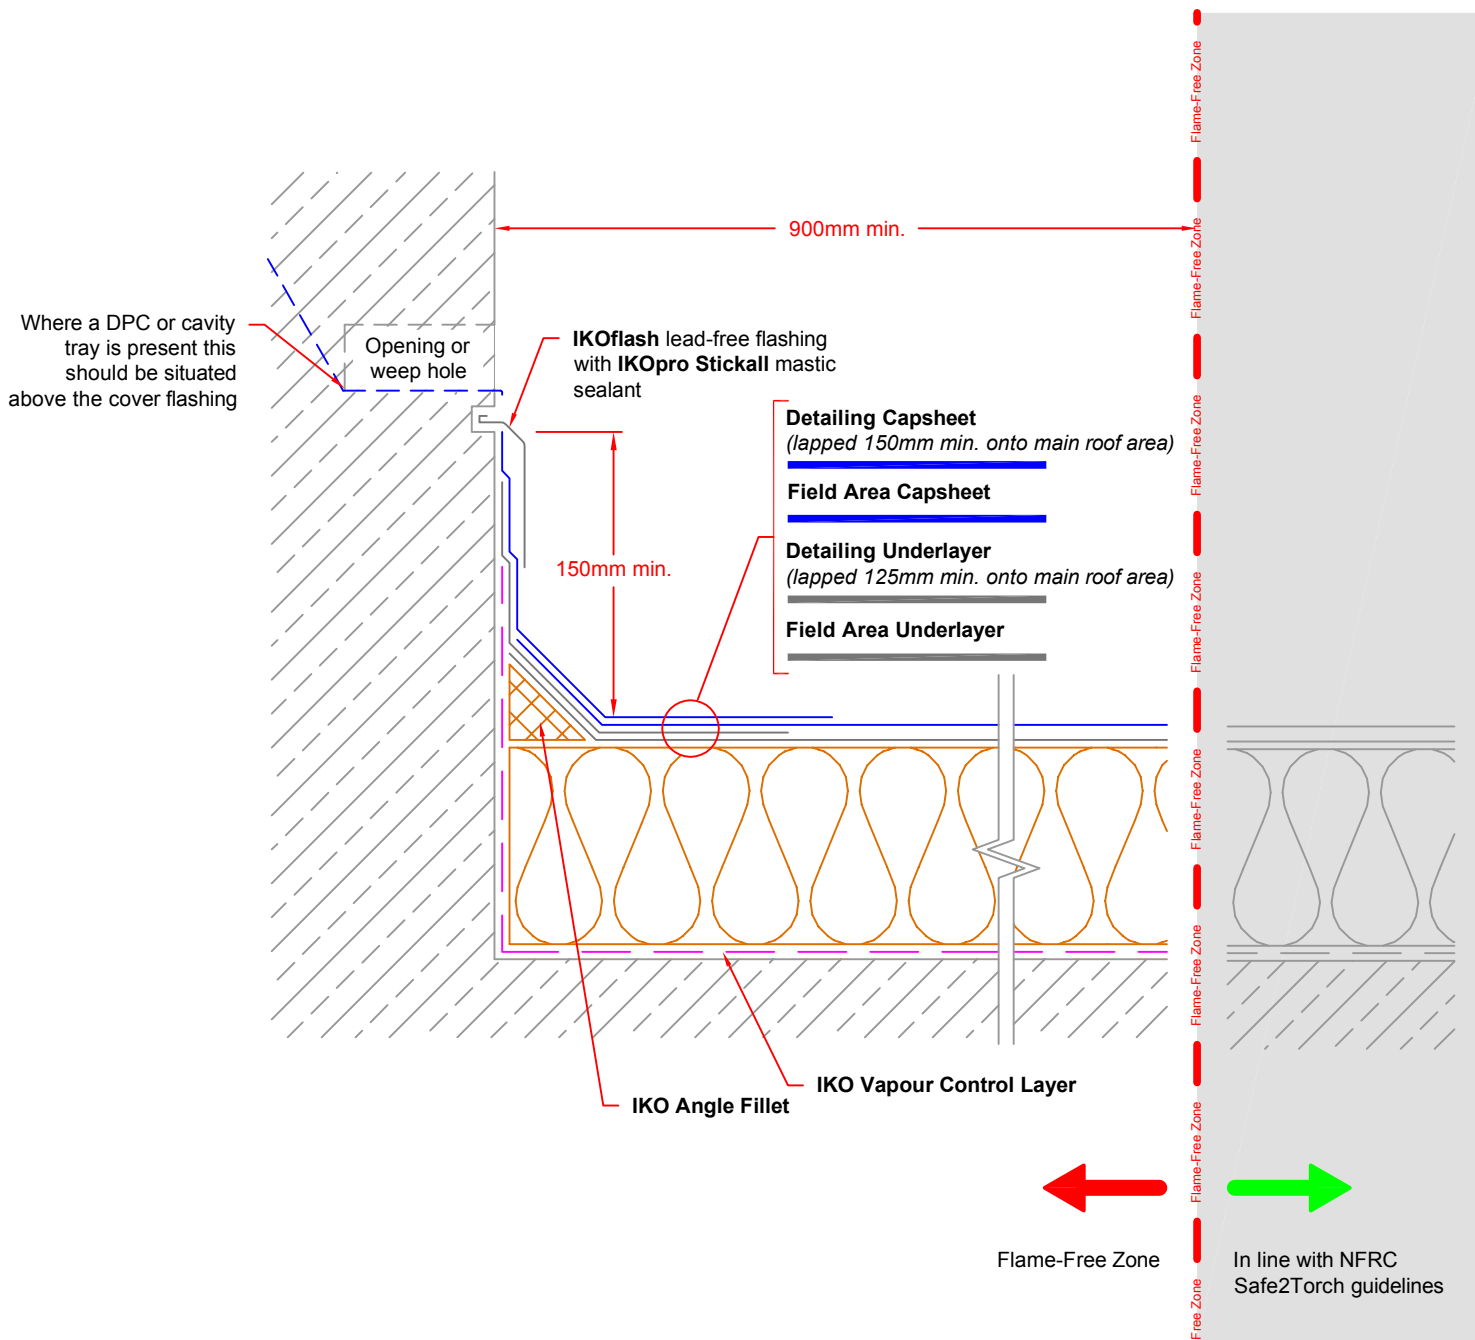 Flame-Free Zone
900mm min.
Flame-Free Zone
Where a DPC or cavity
tray is present this
should be situated
above the cover flashing
Opening or
weep hole
IKOflash lead-free flashing
with IKOpro Stickall mastic
sealant
Detailing Capsheet
(lapped 150mm min. onto main roof area)
Field Area Capsheet
Detailing Underlayer
(lapped 125mm min. onto main roof area)
Field Area Underlayer
150mm min.
Flame-Free Zone
Flame-Free Zone
Flame-Free Zone
Flame-Free Zone
IKO Vapour Control Layer
IKO Angle Fillet
Flame-Free Zone
Flame-Free Zone
In line with NFRC
Safe2Torch guidelines
Free Zone